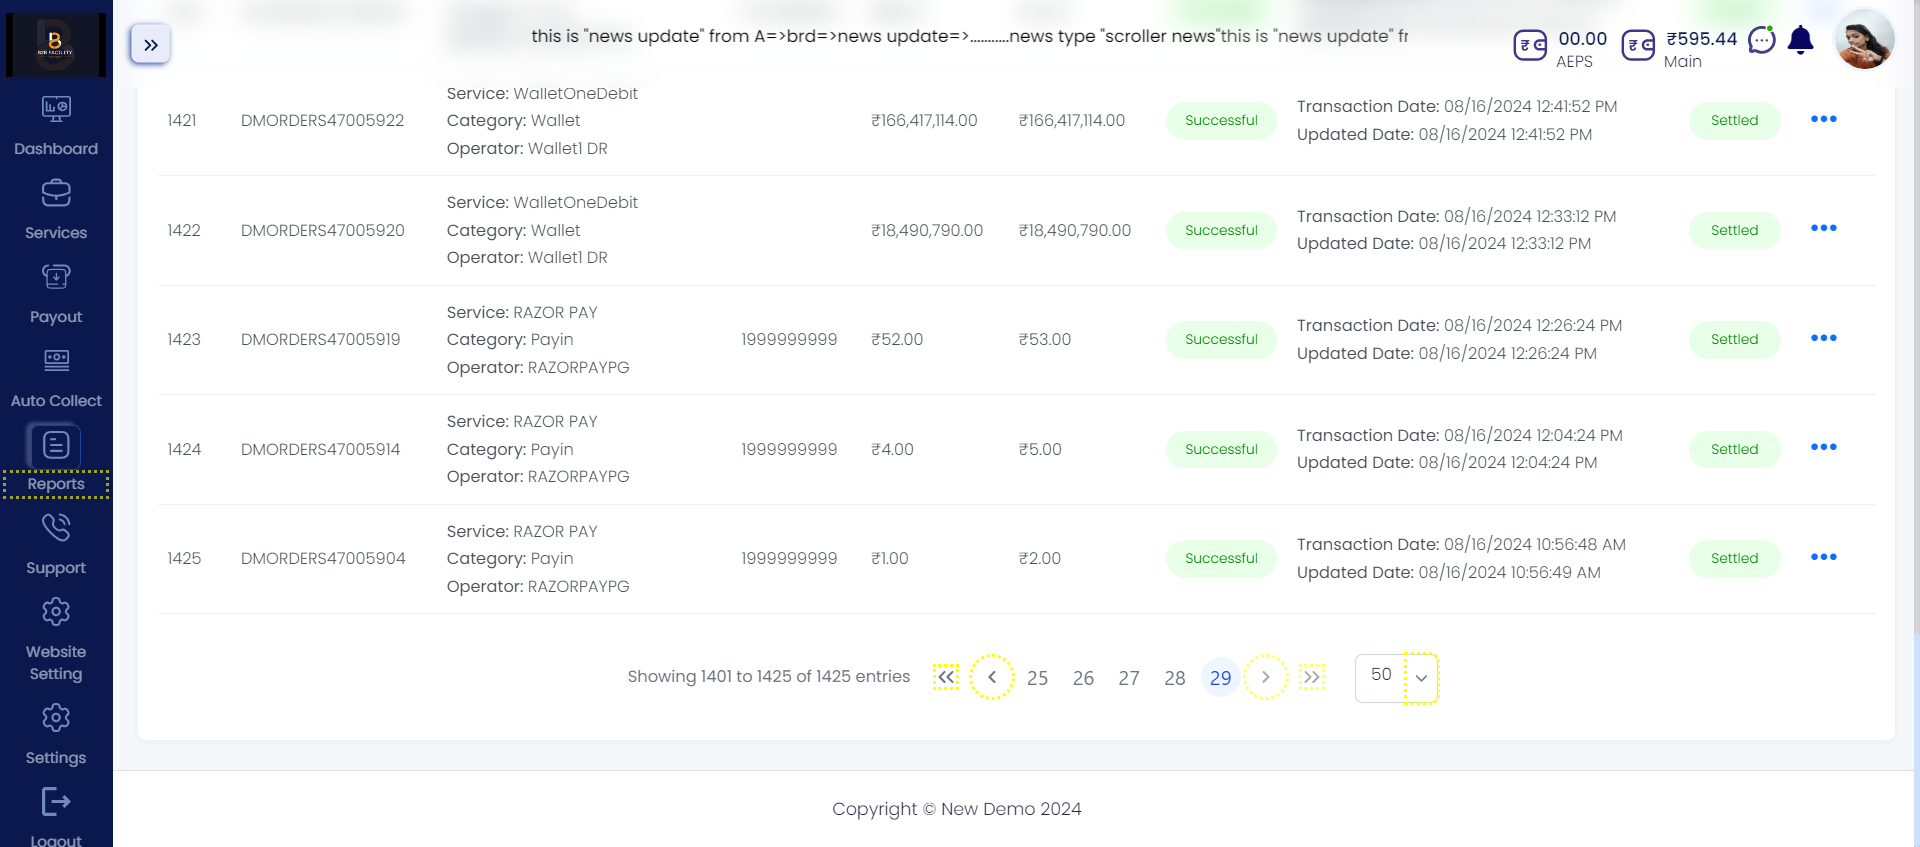 B2B FACILITY
this is "news update" from A=>brd=>news update=>...........news type "scroller news"this is "news update" fr
00.00
AEPS
₹595.44
Main
Dashboard
Services
Payout
Auto Collect
Reports
Support
Website
Setting
Settings
Logout
1421 DMORDERS47005922 Service: WalletOneDebit Category: Wallet Operator: Wallet1 DR ₹166,417,114.00 ₹166,417,114.00 Successful Transaction Date: 08/16/2024 12:41:52 PM Updated Date: 08/16/2024 12:41:52 PM Settled
1422 DMORDERS47005920 Service: WalletOneDebit Category: Wallet Operator: Wallet1 DR ₹18,490,790.00 ₹18,490,790.00 Successful Transaction Date: 08/16/2024 12:33:12 PM Updated Date: 08/16/2024 12:33:12 PM Settled
1423 DMORDERS47005919 Service: RAZOR PAY Category: Payin Operator: RAZORPAYPG 1999999999 ₹52.00 ₹53.00 Successful Transaction Date: 08/16/2024 12:26:24 PM Updated Date: 08/16/2024 12:26:24 PM Settled
1424 DMORDERS47005914 Service: RAZOR PAY Category: Payin Operator: RAZORPAYPG 1999999999 ₹4.00 ₹5.00 Successful Transaction Date: 08/16/2024 12:04:24 PM Updated Date: 08/16/2024 12:04:24 PM Settled
1425 DMORDERS47005904 Service: RAZOR PAY Category: Payin Operator: RAZORPAYPG 1999999999 ₹1.00 ₹2.00 Successful Transaction Date: 08/16/2024 10:56:48 AM Updated Date: 08/16/2024 10:56:49 AM Settled
Showing 1401 to 1425 of 1425 entries 25 26 27 28 29 50
Copyright © New Demo 2024